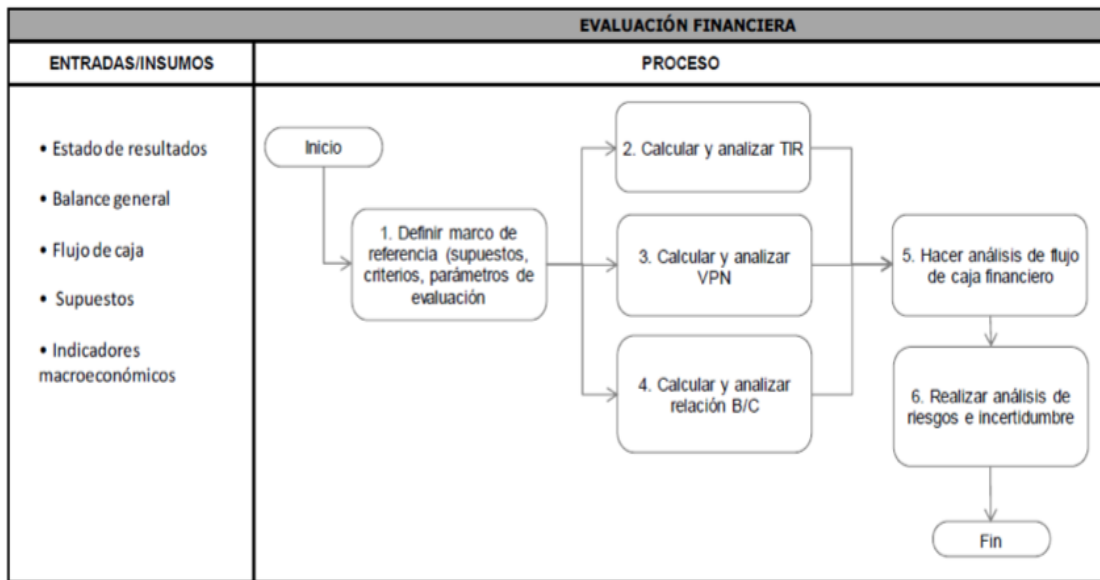 EVALUACIÓN FINANCIERA
ENTRADAS/INSUMOS
PROCESO
• Estado de resultados
• Balance general
• Flujo de caja
• Supuestos
• Indicadores
macroeconómicos
Inicio
1. Definir marco de
referencia (supuestos,
criterios, parámetros de
evaluación
2. Calcular y analizar TIR
3. Calcular y analizar
VPN
4. Calcular y analizar
relación B/C
5. Hacer análisis de flujo
de caja financiero
6. Realizar análisis de
riesgos e incertidumbre
Fin